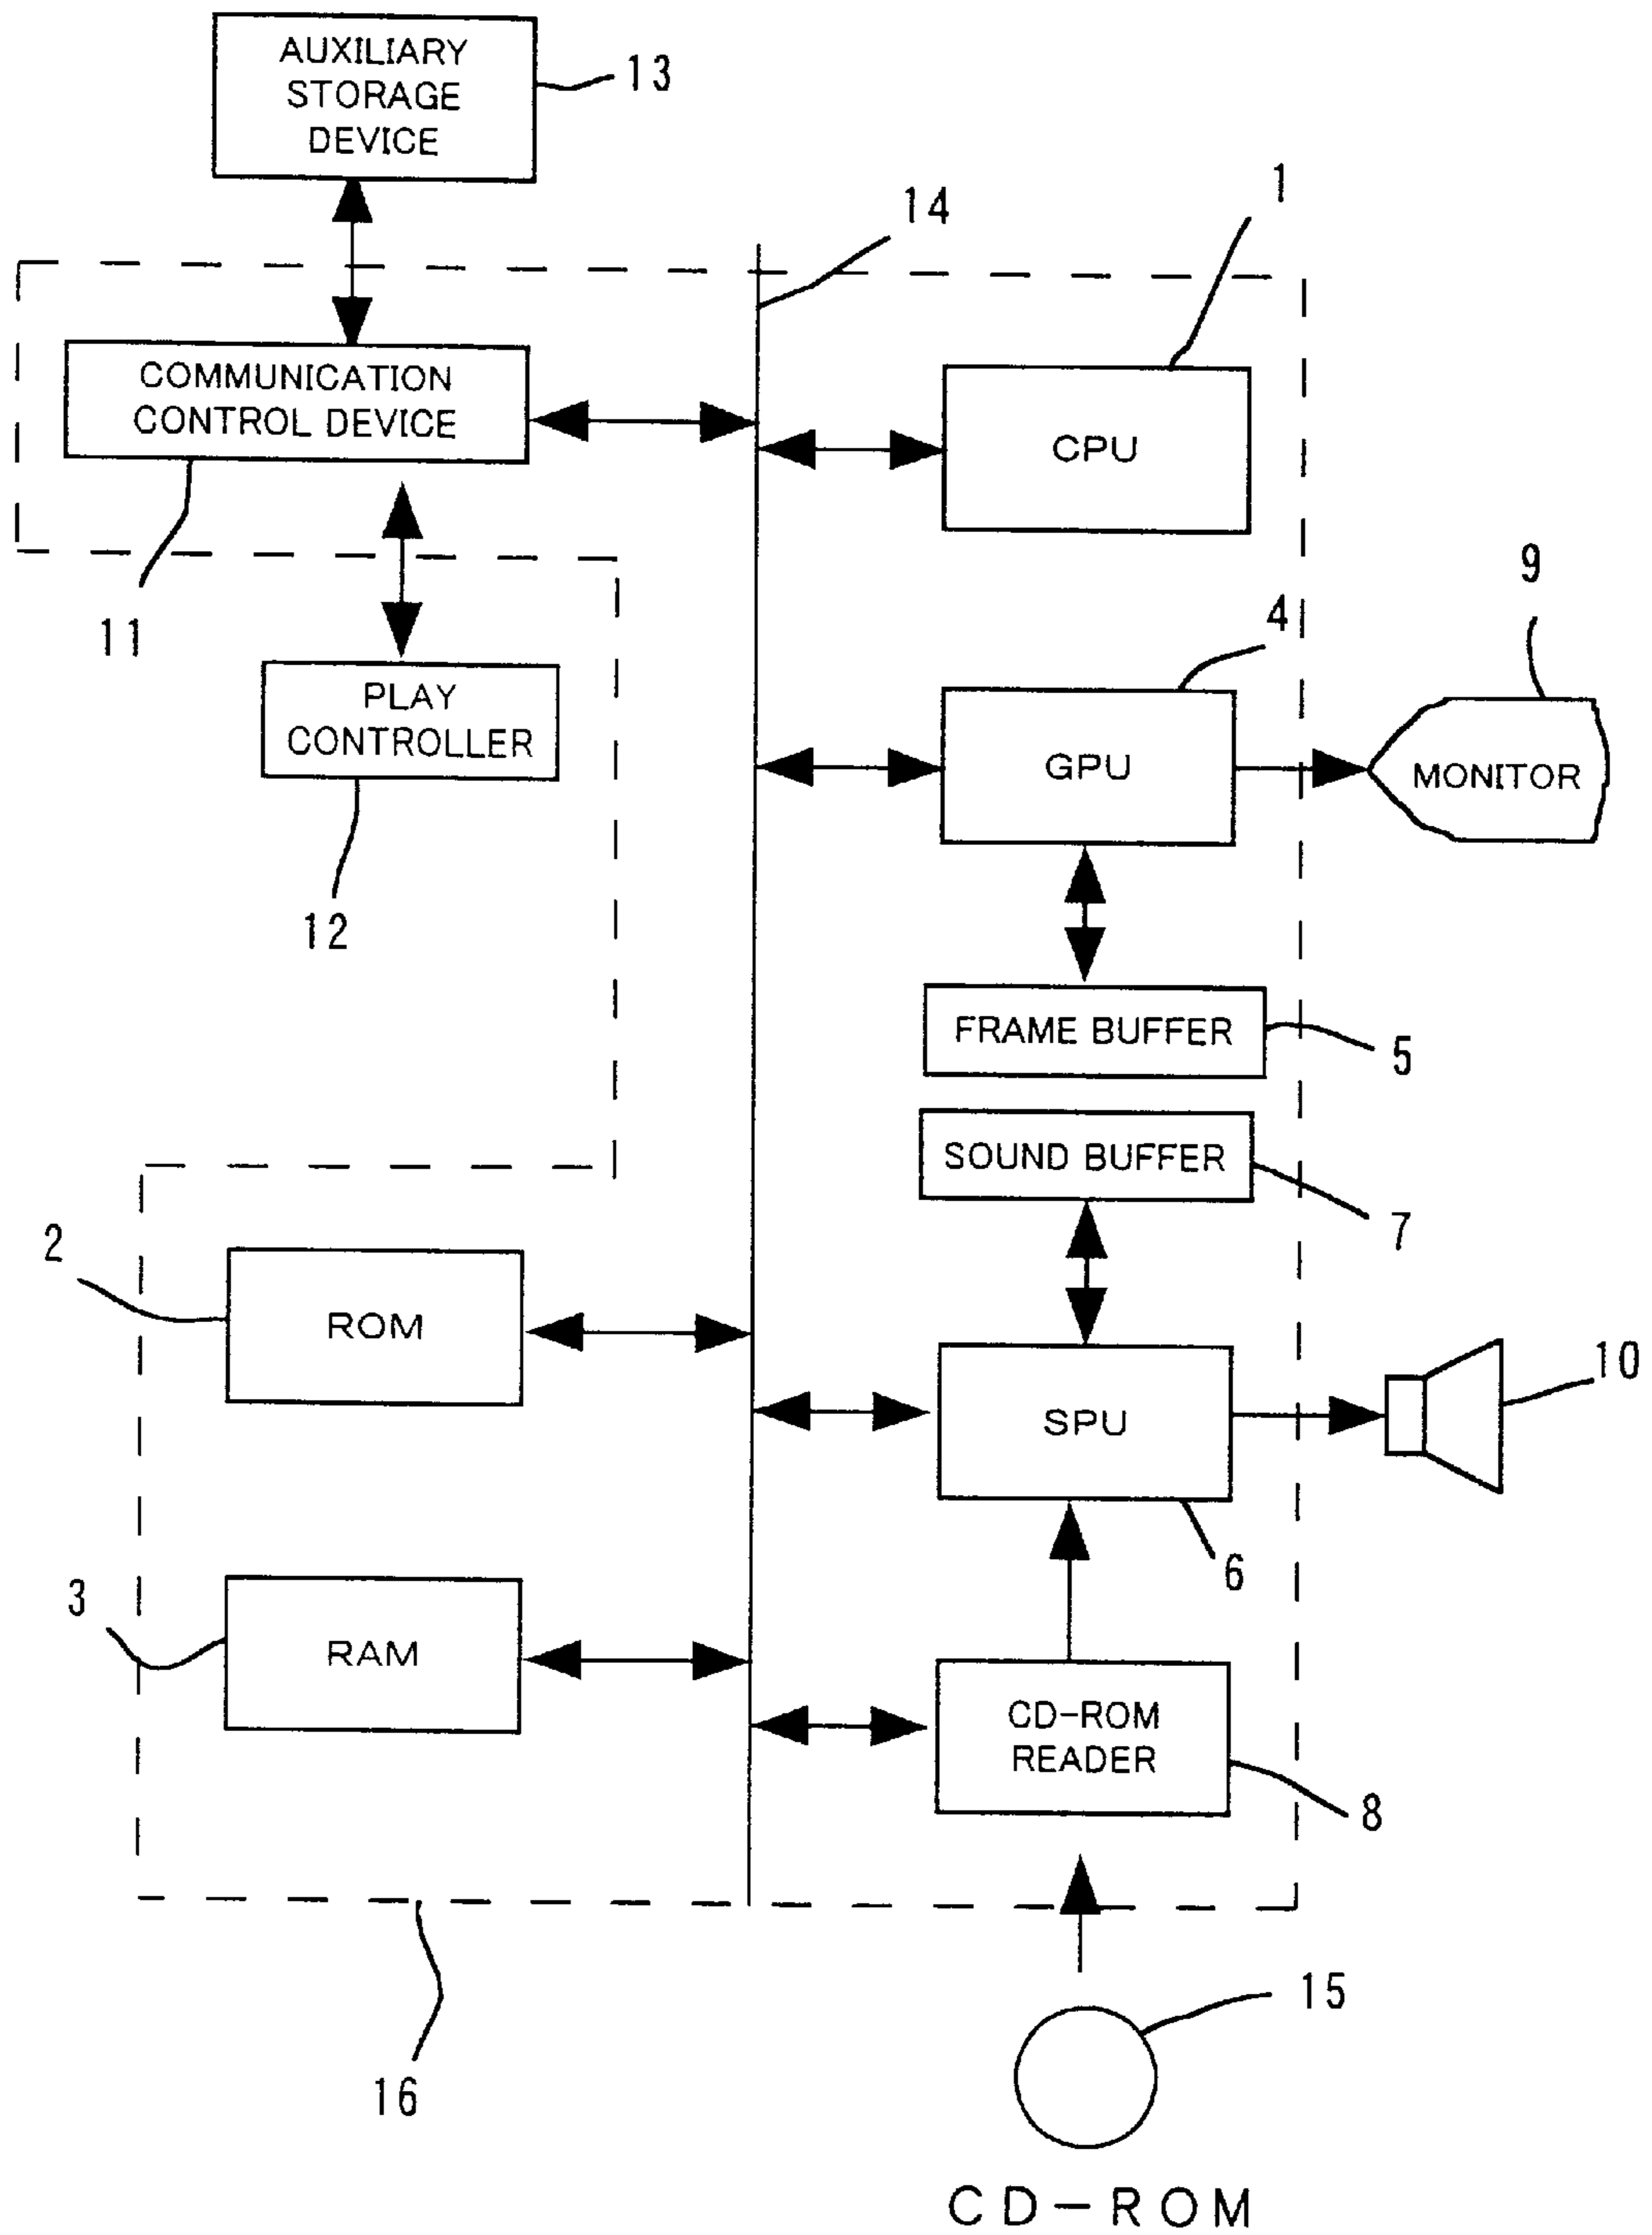 AUXILIARY
STORAGE
DEVICE
13
14
1
COMMUNICATION
CONTROL DEVICE
CPU
11
9
4
PLAY
CONTROLLER
GPU
MONITOR
12
FRAME BUFFER
5
SOUND BUFFER
7
2
ROM
10
SPU
6
3
RAM
CD-ROM
READER
8
15
16
CD-ROM